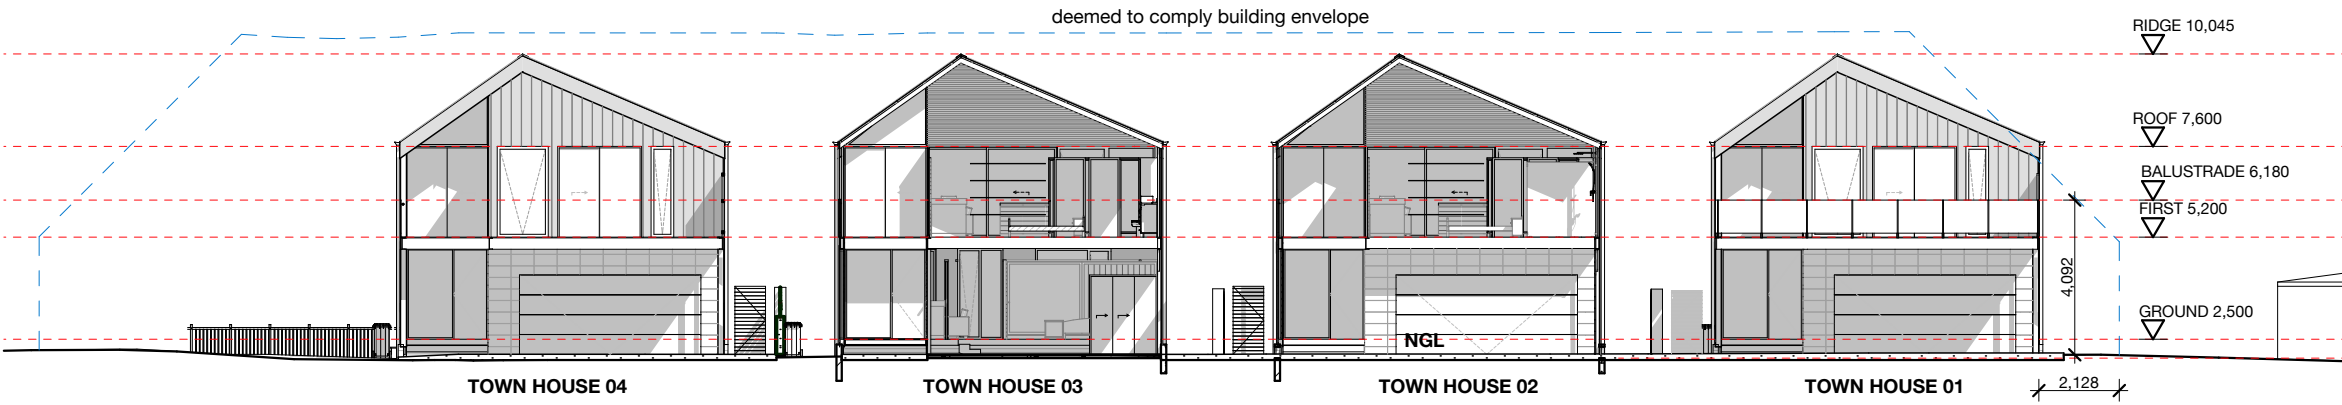 deemed to comply building envelope
RIDGE 10,045
ROOF 7,600
BALUSTRADE 6,180
FIRST 5,200
4,092
GROUND 2,500
NGL
TOWN HOUSE 04
TOWN HOUSE 03
TOWN HOUSE 02
TOWN HOUSE 01
2,128